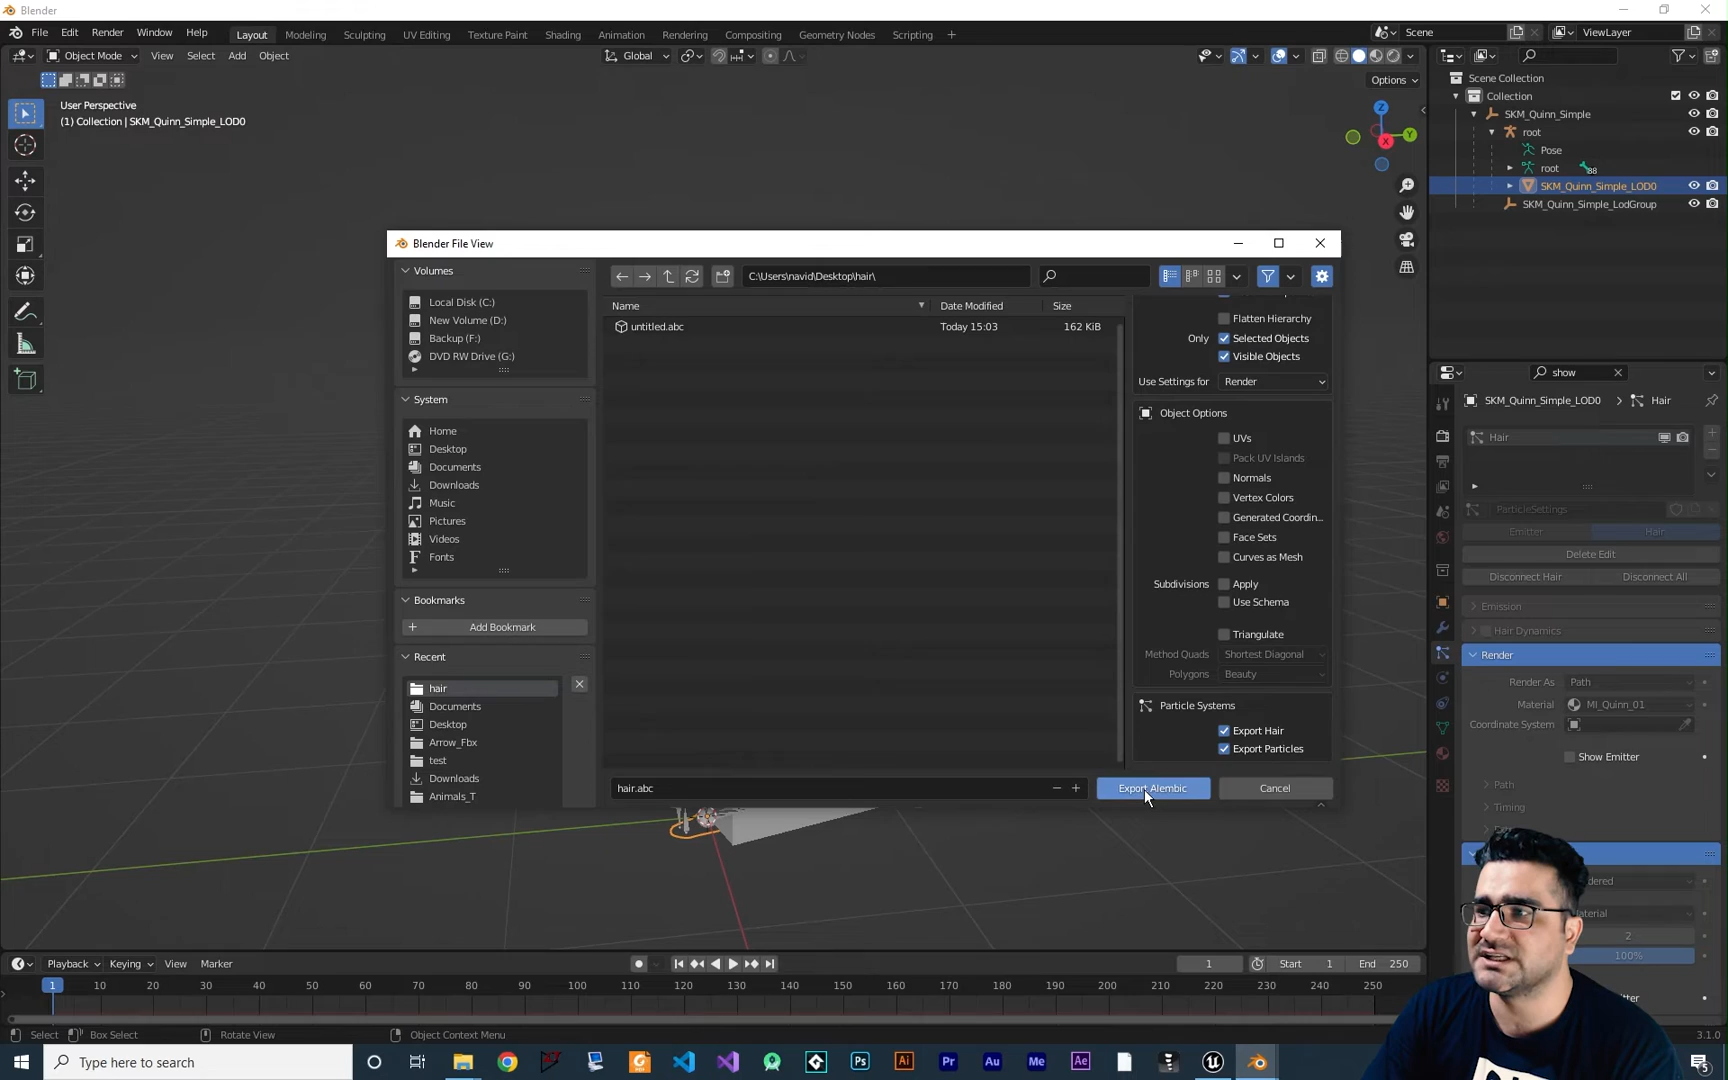 Blender
File Edit Render Window Help Layout Modeling Sculpting UV Editing Texture Paint Shading Animation Rendering Compositing Geometry Nodes Scripting + Scene ViewLayer
Object Mode View Select Add Object Global
Options
User Perspective
(1) Collection | SKM_Quinn_Simple_LOD0
Z
Y
X
Scene Collection
Collection
SKM_Quinn_Simple
root
Pose
root 88
SKM_Quinn_Simple_LOD0
SKM_Quinn_Simple_LodGroup
Blender File View
Volumes
Local Disk (C:)
New Volume (D:)
Backup (F:)
DVD RW Drive (G:)
System
Home
Desktop
Documents
Downloads
Music
Pictures
Videos
Fonts
Bookmarks
Add Bookmark
Recent
hair
Documents
Desktop
Arrow_Fbx
test
Downloads
Animals_T
C:\Users\navid\Desktop\hair\
Name Date Modified Size
untitled.abc Today 15:03 162 KiB
Flatten Hierarchy
Only Selected Objects
Visible Objects
Use Settings for Render
Object Options
UVs
Pack UV Islands
Normals
Vertex Colors
Generated Coordin...
Face Sets
Curves as Mesh
Subdivisions Apply
Use Schema
Triangulate
Method Quads Shortest Diagonal
Polygons Beauty
Particle Systems
Export Hair
Export Particles
hair.abc Export Alembic Cancel
show
SKM_Quinn_Simple_LOD0 Hair
Hair
ParticleSettings
Emitter Hair
Delete Edit
Disconnect Hair Disconnect All
Emission
Hair Dynamics
Render
Render As Path
Material MI_Quinn_01
Coordinate System
Show Emitter
Path
Timing
2
100%
Playback Keying View Marker 1 Start 1 End 250
1 10 20 30 40 50 60 70 80 90 100 110 120 130 140 150 160 170 180 190 200 210 220 230 240 250
Select Box Select Rotate View Object Context Menu 3.1.0
Type here to search Ps Ai Pr Au Me Ae 5